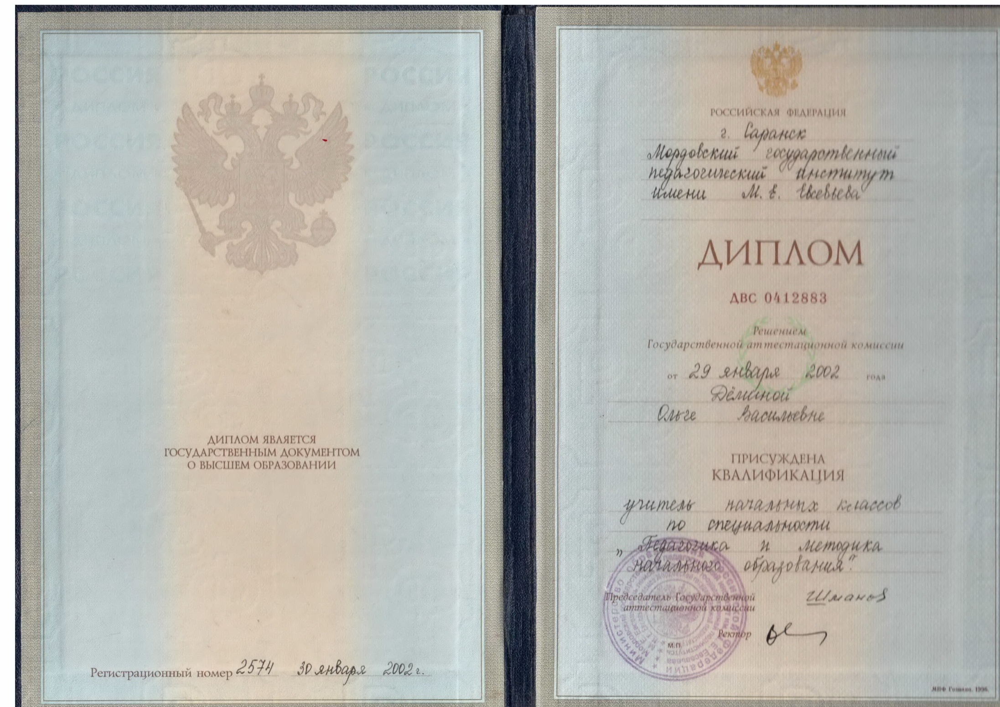 ДИПЛОМ ЯВЛЯЕТСЯ
ГОСУДАРСТВЕННЫМ ДОКУМЕНТОМ
О ВЫСШЕМ ОБРАЗОВАНИИ
Регистрационный номер 2574 30 января 2002 г.
РОССИЙСКАЯ ФЕДЕРАЦИЯ
г. Саранск
Мордовский государственный
педагогический институт
имени М. Е. Евсевьева
ДИПЛОМ
ДВС 0412883
Решением
Государственной аттестационной комиссии
от 29 января 2002 года
Дёминой
Ольге Васильевне
ПРИСУЖДЕНА
КВАЛИФИКАЦИЯ
учитель начальных классов
по специальности
„Педагогика и методика
начального образования".
Председатель Государственной
аттестационной комиссии
Шманов
Ректор
М.П.
МПФ Гознака. 1996.